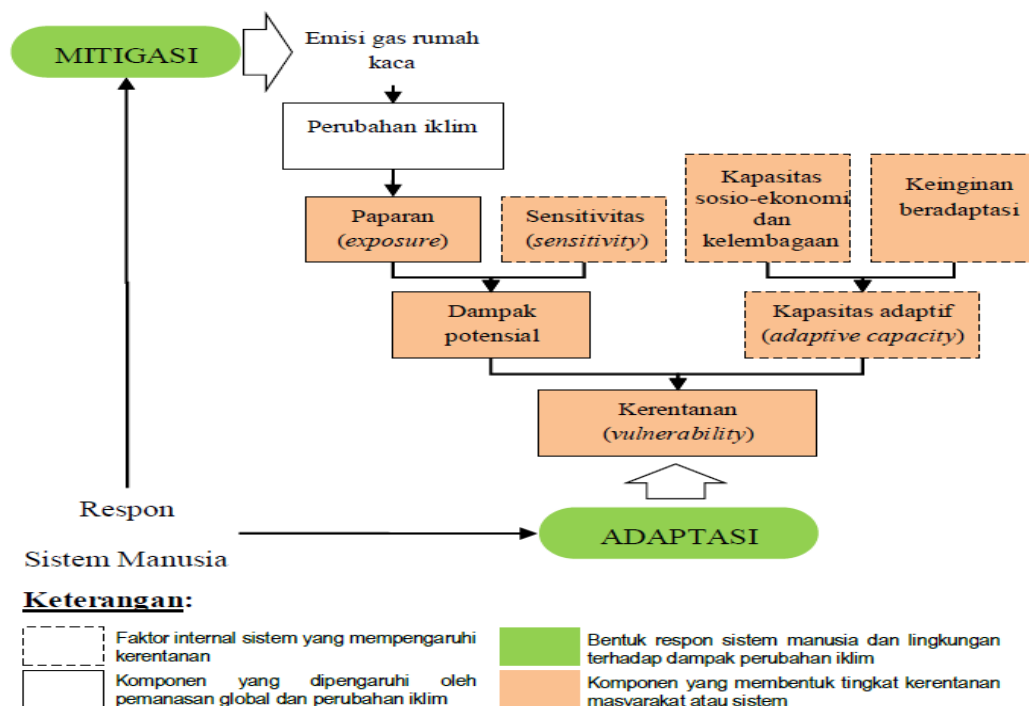 MITIGASI
Emisi gas rumah
kaca
Perubahan iklim
Paparan
(exposure)
Sensitivitas
(sensitivity)
Kapasitas
sosio-ekonomi
dan
kelembagaan
Keinginan
beradaptasi
Dampak
potensial
Kapasitas adaptif
(adaptive capacity)
Kerentanan
(vulnerability)
Respon
Sistem Manusia
ADAPTASI
Keterangan:
Faktor internal sistem yang mempengaruhi
kerentanan
Komponen yang dipengaruhi oleh
pemanasan global dan perubahan iklim
Bentuk respon sistem manusia dan lingkungan
terhadap dampak perubahan iklim
Komponen yang membentuk tingkat kerentanan
masyarakat atau sistem